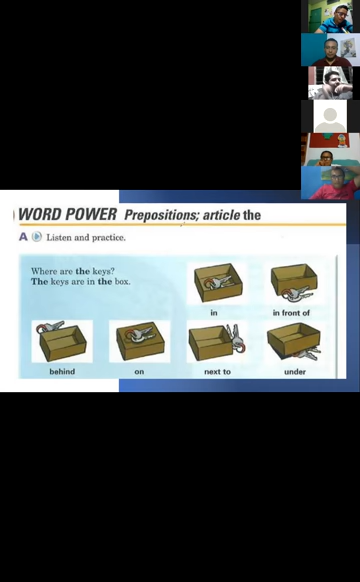 WORD POWER Prepositions; article the
A Listen and practice.
Where are the keys?
The keys are in the box.
in
in front of
behind
on
next to
under